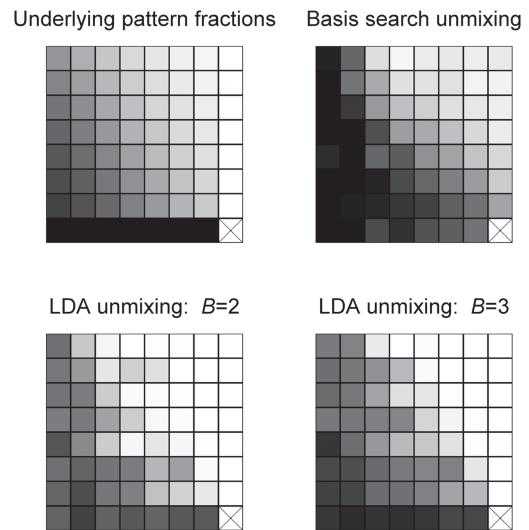 Underlying pattern fractions
Basis search unmixing
LDA unmixing: B=2
LDA unmixing: B=3